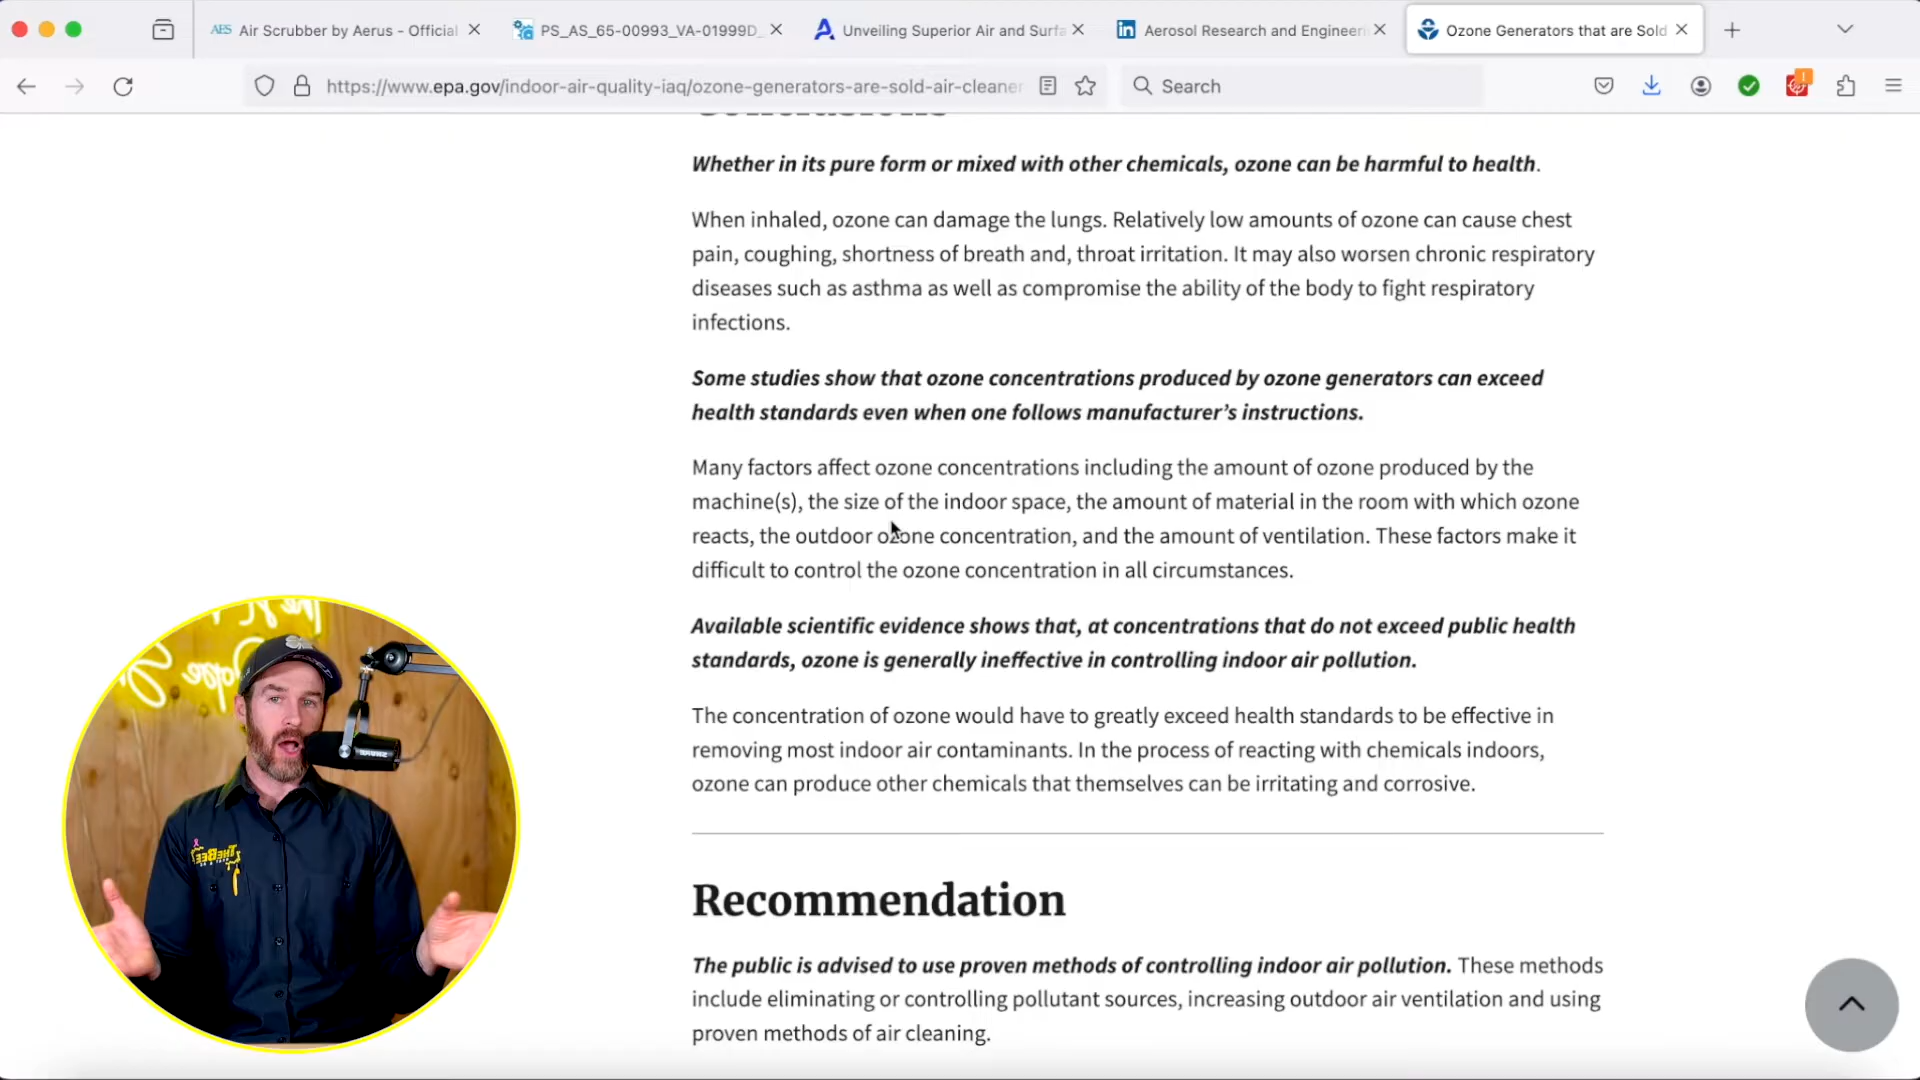 AES Air Scrubber by Aerus - Official
PS_AS_65-00993_VA-01999D_
Unveiling Superior Air and Surfa
Aerosol Research and Engineeri
Ozone Generators that are Sold
https://www.epa.gov/indoor-air-quality-iaq/ozone-generators-are-sold-air-cleaner
Search
Conclusions
Whether in its pure form or mixed with other chemicals, ozone can be harmful to health.
When inhaled, ozone can damage the lungs. Relatively low amounts of ozone can cause chest
pain, coughing, shortness of breath and, throat irritation. It may also worsen chronic respiratory
diseases such as asthma as well as compromise the ability of the body to fight respiratory
infections.
Some studies show that ozone concentrations produced by ozone generators can exceed
health standards even when one follows manufacturer's instructions.
Many factors affect ozone concentrations including the amount of ozone produced by the
machine(s), the size of the indoor space, the amount of material in the room with which ozone
reacts, the outdoor ozone concentration, and the amount of ventilation. These factors make it
difficult to control the ozone concentration in all circumstances.
Available scientific evidence shows that, at concentrations that do not exceed public health
standards, ozone is generally ineffective in controlling indoor air pollution.
The concentration of ozone would have to greatly exceed health standards to be effective in
removing most indoor air contaminants. In the process of reacting with chemicals indoors,
ozone can produce other chemicals that themselves can be irritating and corrosive.
Recommendation
The public is advised to use proven methods of controlling indoor air pollution. These methods
include eliminating or controlling pollutant sources, increasing outdoor air ventilation and using
proven methods of air cleaning.
The
Dope
THE BEE